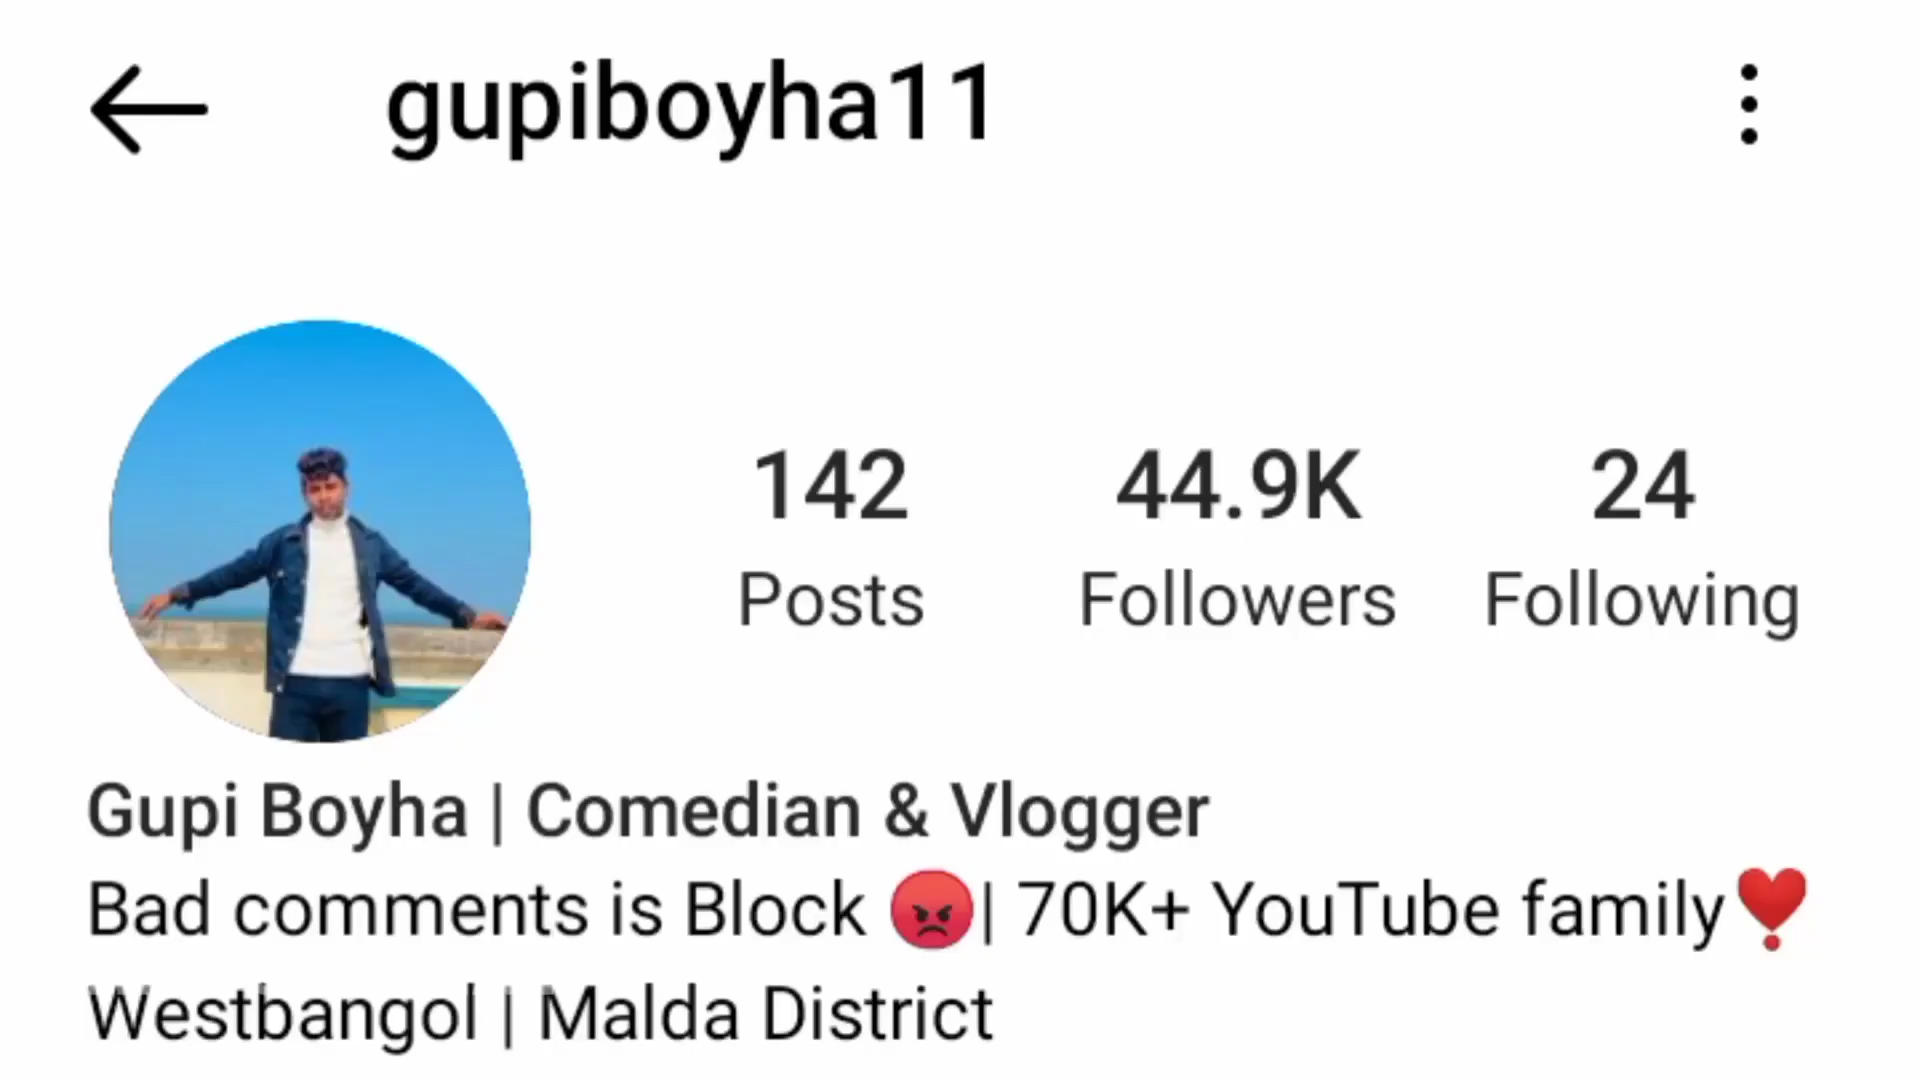 gupiboyha11
142 44.9K 24
Posts Followers Following
Gupi Boyha | Comedian & Vlogger
Bad comments is Block 😡| 70K+ YouTube family❣️
Westbangol | Malda District